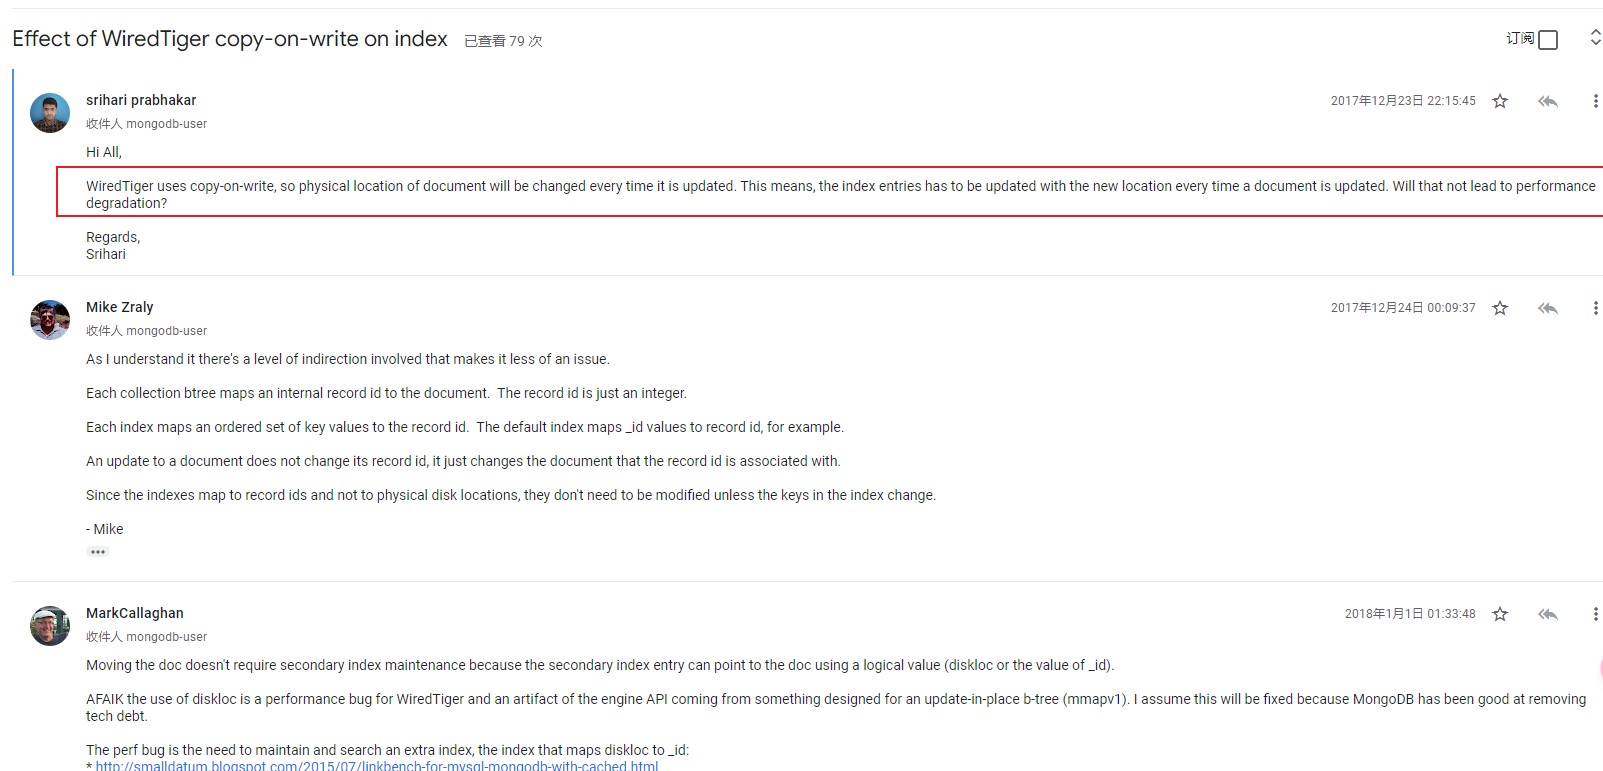 Effect of WiredTiger copy-on-write on index 已查看 79 次
订阅
srihari prabhakar 2017年12月23日 22:15:45
收件人 mongodb-user
Hi All,
WiredTiger uses copy-on-write, so physical location of document will be changed every time it is updated. This means, the index entries has to be updated with the new location every time a document is updated. Will that not lead to performance
degradation?
Regards,
Srihari
Mike Zraly 2017年12月24日 00:09:37
收件人 mongodb-user
As I understand it there's a level of indirection involved that makes it less of an issue.
Each collection btree maps an internal record id to the document.  The record id is just an integer.
Each index maps an ordered set of key values to the record id.  The default index maps _id values to record id, for example.
An update to a document does not change its record id, it just changes the document that the record id is associated with.
Since the indexes map to record ids and not to physical disk locations, they don't need to be modified unless the keys in the index change.
- Mike
•••
MarkCallaghan 2018年1月1日 01:33:48
收件人 mongodb-user
Moving the doc doesn't require secondary index maintenance because the secondary index entry can point to the doc using a logical value (diskloc or the value of _id).
AFAIK the use of diskloc is a performance bug for WiredTiger and an artifact of the engine API coming from something designed for an update-in-place b-tree (mmapv1). I assume this will be fixed because MongoDB has been good at removing
tech debt.
The perf bug is the need to maintain and search an extra index, the index that maps diskloc to _id:
* http://smalldatum.blogspot.com/2015/07/linkbench-for-mysql-mongodb-with-cached.html